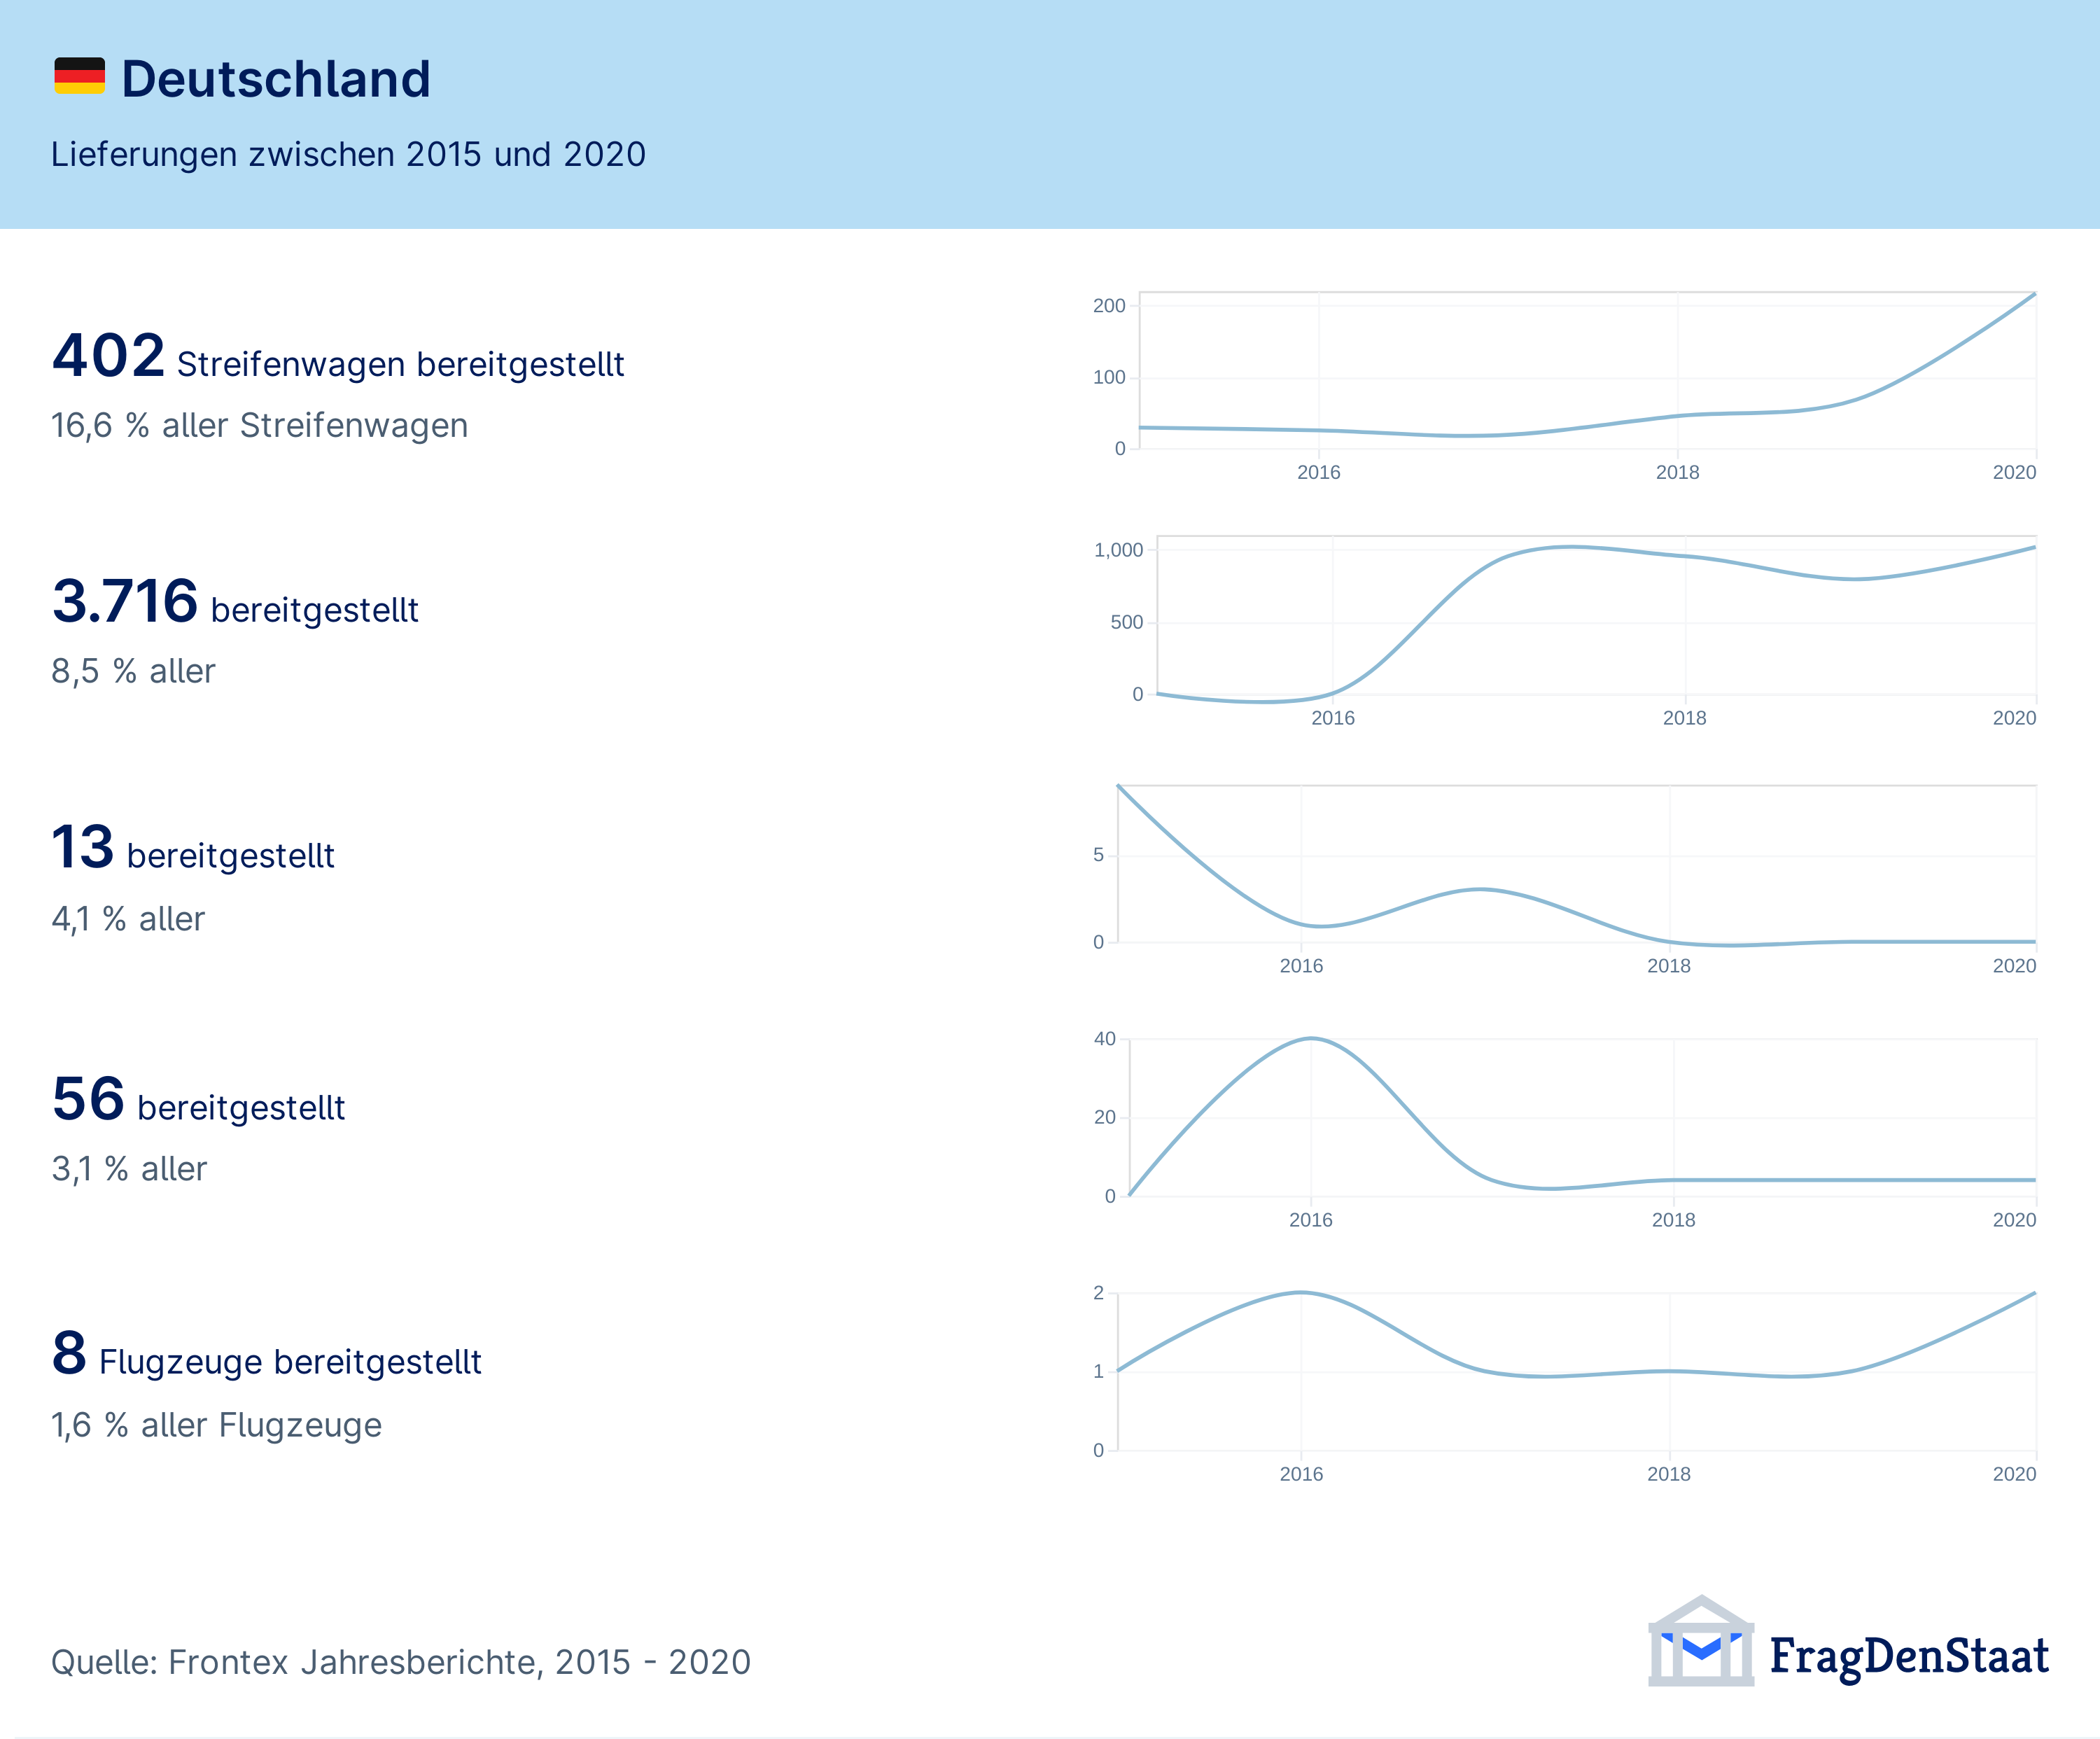 Deutschland
Lieferungen zwischen 2015 und 2020
402 Streifenwagen bereitgestellt
16,6 % aller Streifenwagen
200
100
0
2016 2018 2020
3.716 bereitgestellt
8,5 % aller
1,000
500
0
2016 2018 2020
13 bereitgestellt
4,1 % aller
5
0
2016 2018 2020
56 bereitgestellt
3,1 % aller
40
20
0
2016 2018 2020
8 Flugzeuge bereitgestellt
1,6 % aller Flugzeuge
2
1
0
2016 2018 2020
Quelle: Frontex Jahresberichte, 2015 - 2020
FragDenStaat